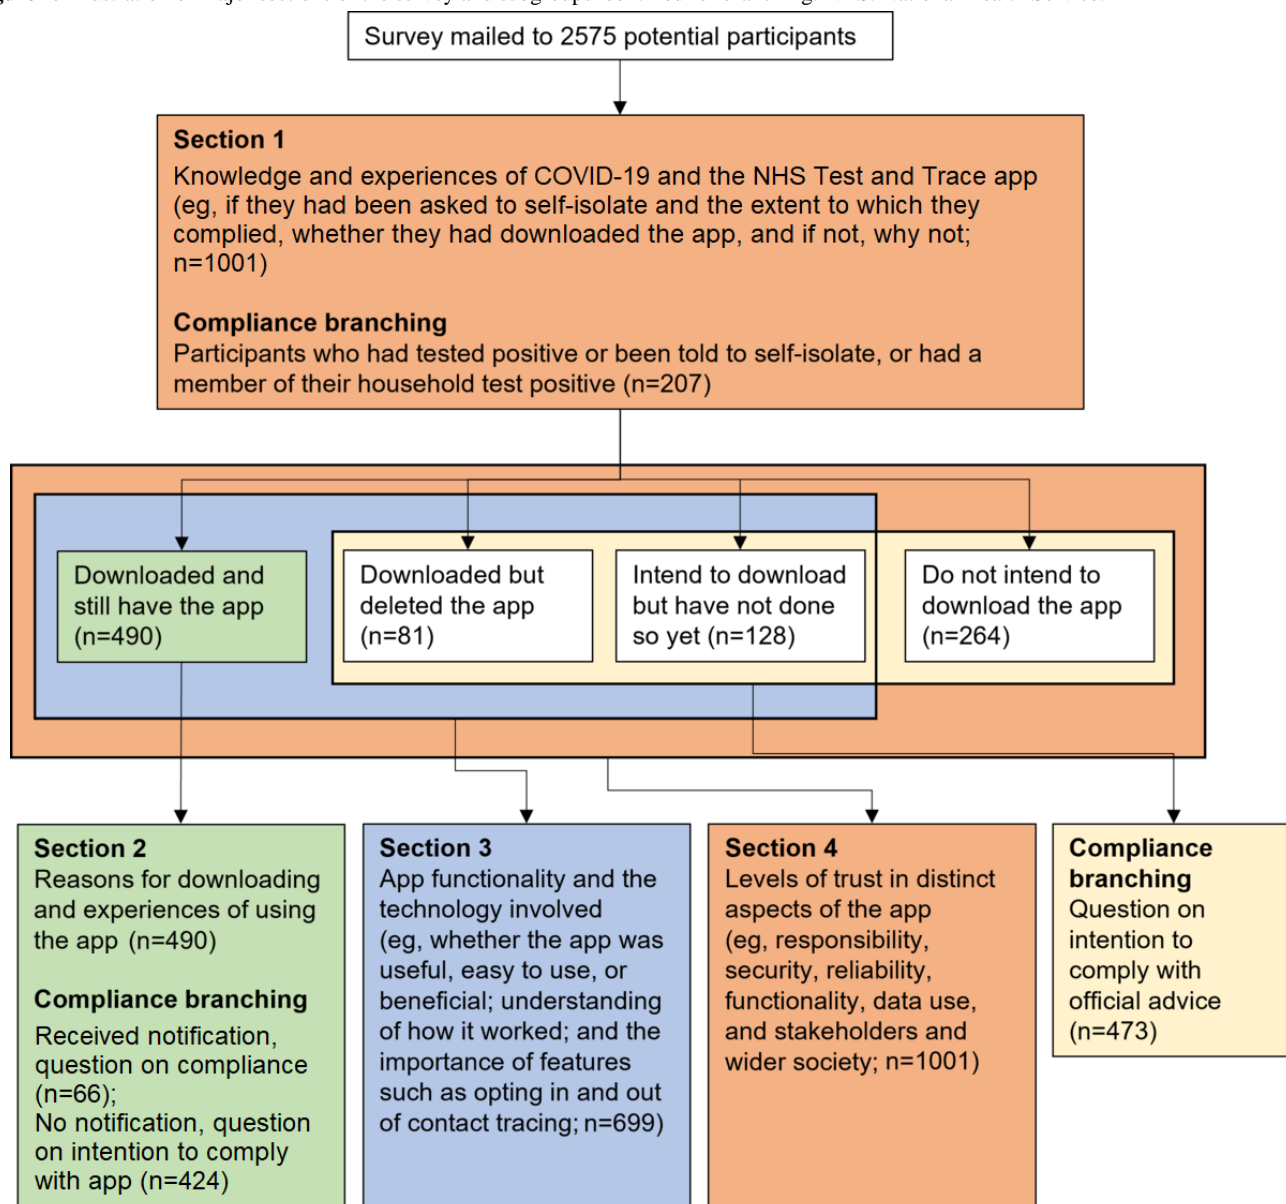 Survey mailed to 2575 potential participants
Section 1
Knowledge and experiences of COVID-19 and the NHS Test and Trace app
(eg, if they had been asked to self-isolate and the extent to which they
complied, whether they had downloaded the app, and if not, why not;
n=1001)
Compliance branching
Participants who had tested positive or been told to self-isolate, or had a
member of their household test positive (n=207)
Downloaded and
still have the app
(n=490)
Downloaded but
deleted the app
(n=81)
Intend to download
but have not done
so yet (n=128)
Do not intend to
download the app
(n=264)
Section 2
Reasons for downloading
and experiences of using
the app (n=490)
Compliance branching
Received notification,
question on compliance
(n=66);
No notification, question
on intention to comply
with app (n=424)
Section 3
App functionality and the
technology involved
(eg, whether the app was
useful, easy to use, or
beneficial; understanding
of how it worked; and the
importance of features
such as opting in and out
of contact tracing; n=699)
Section 4
Levels of trust in distinct
aspects of the app
(eg, responsibility,
security, reliability,
functionality, data use,
and stakeholders and
wider society; n=1001)
Compliance
branching
Question on
intention to
comply with
official advice
(n=473)